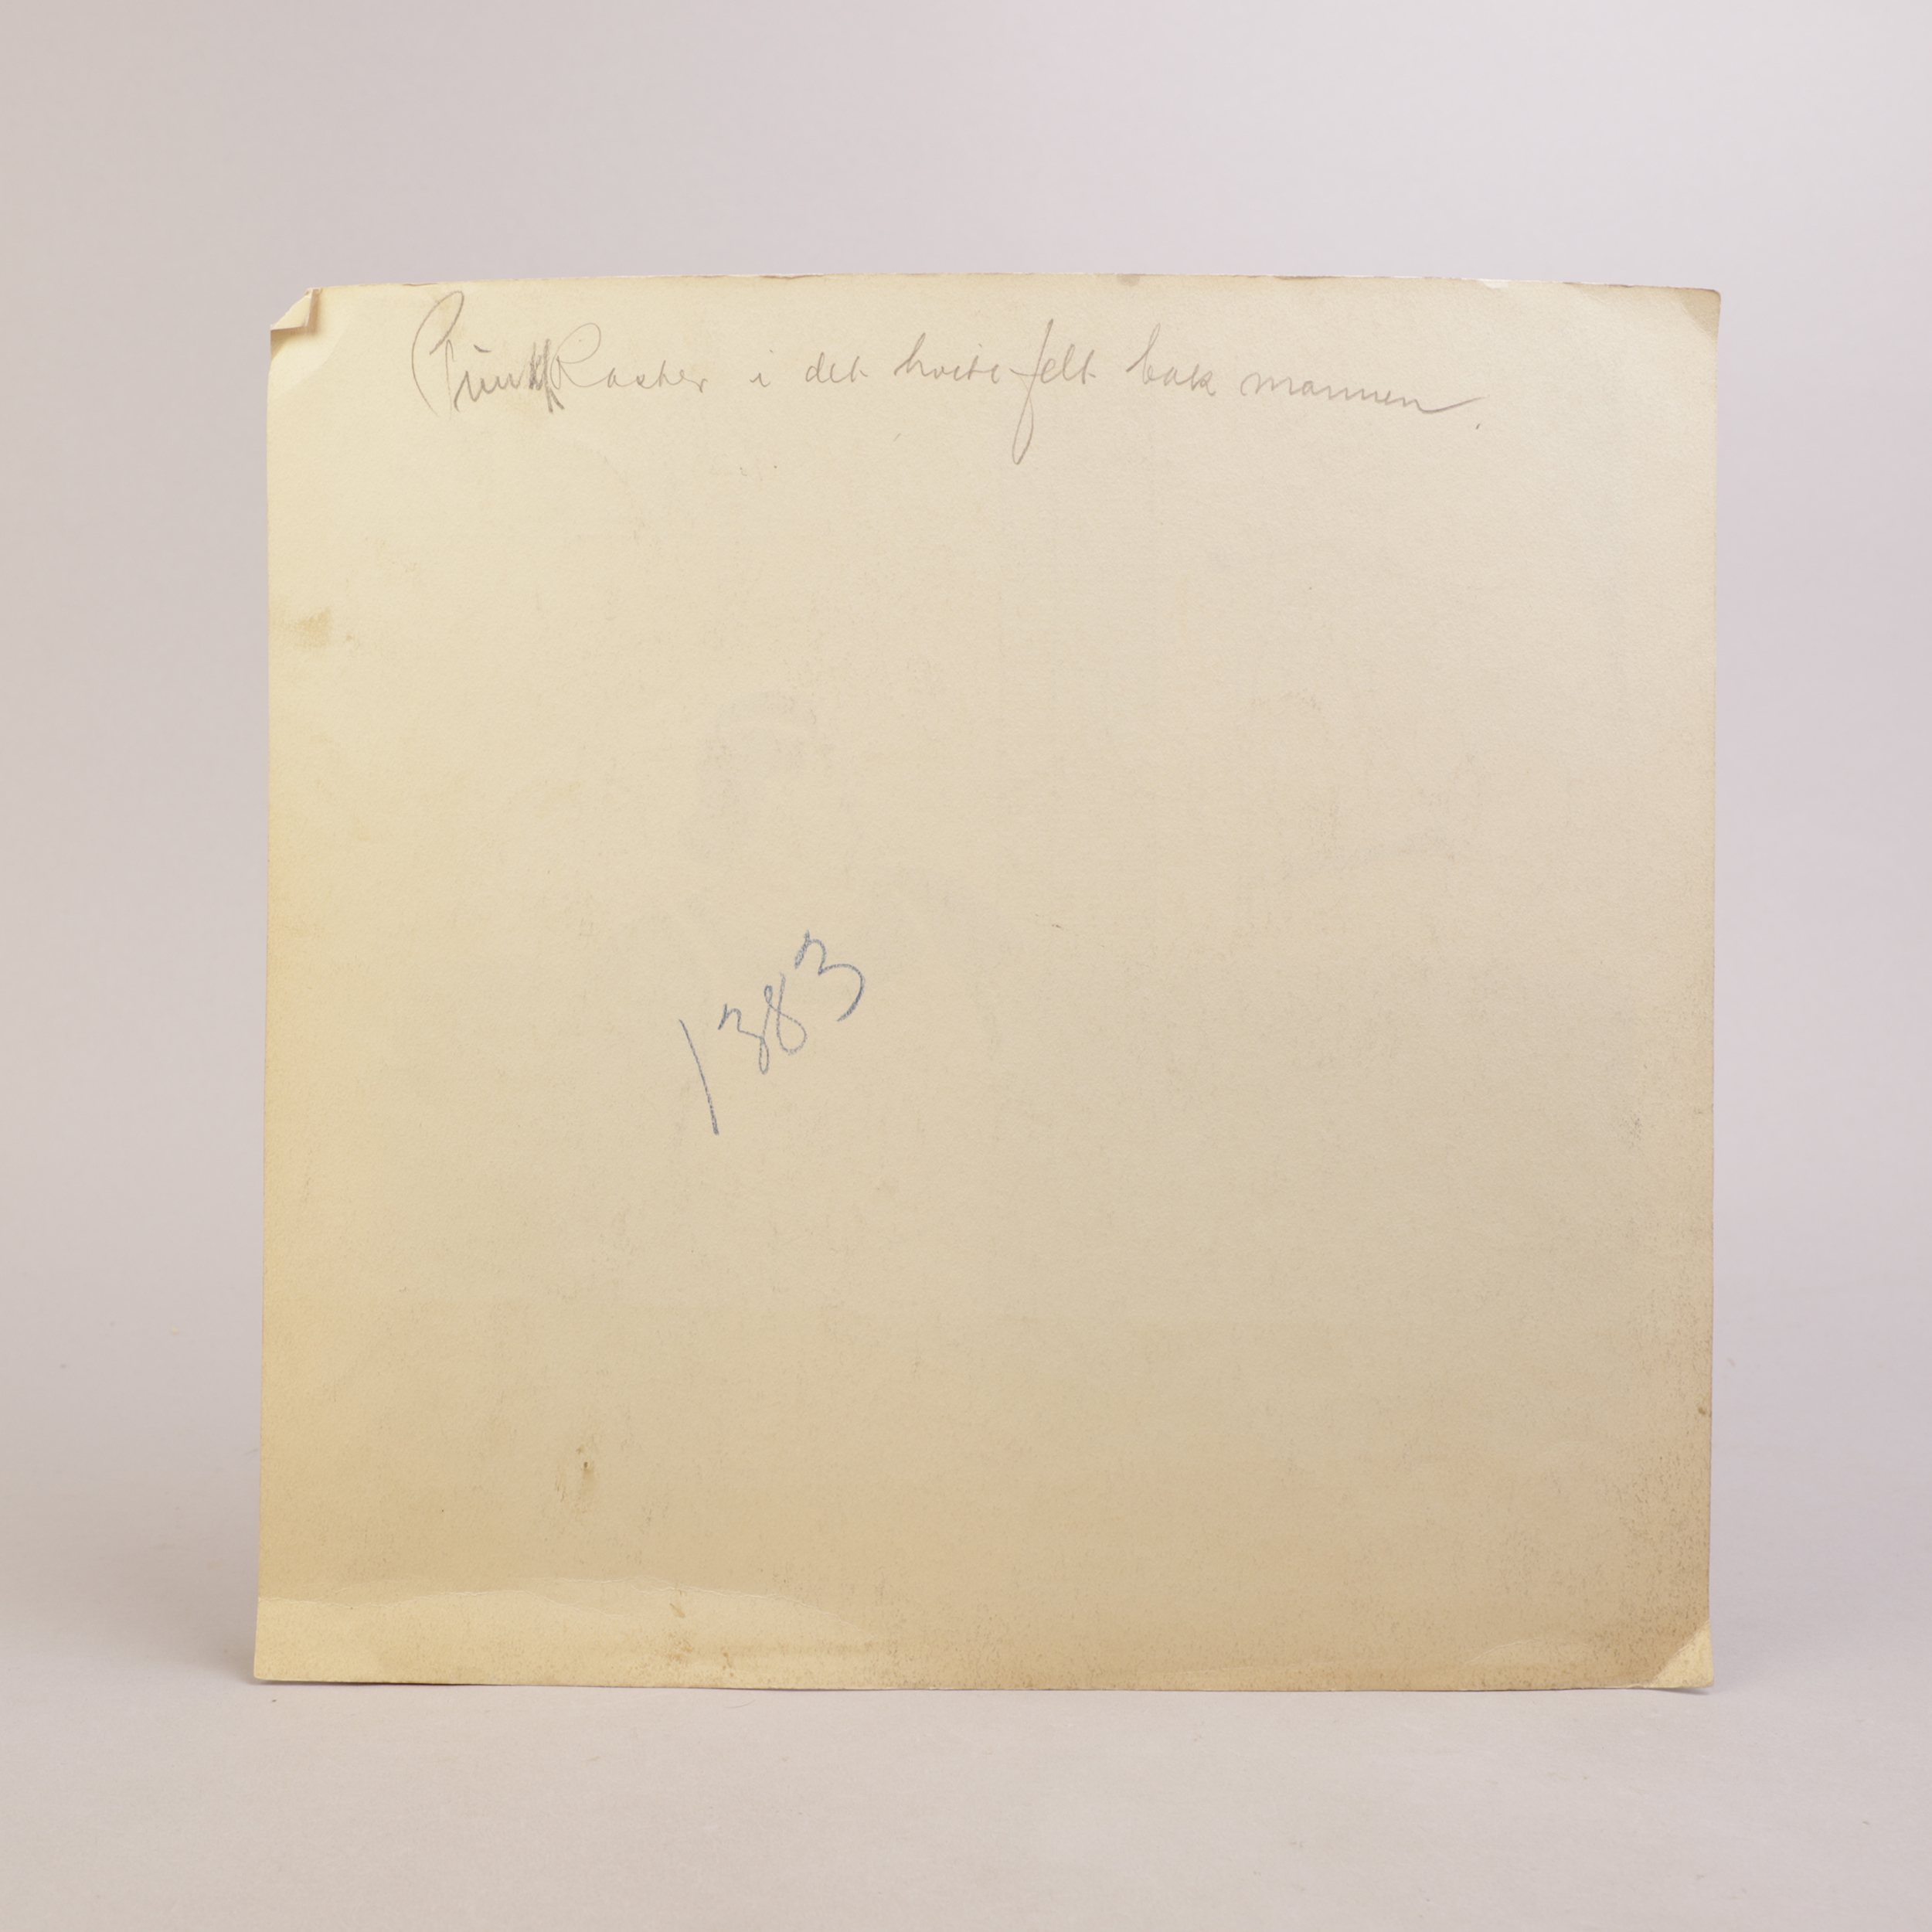 Punkt Raster i det hvite felt bak mannen.
1383